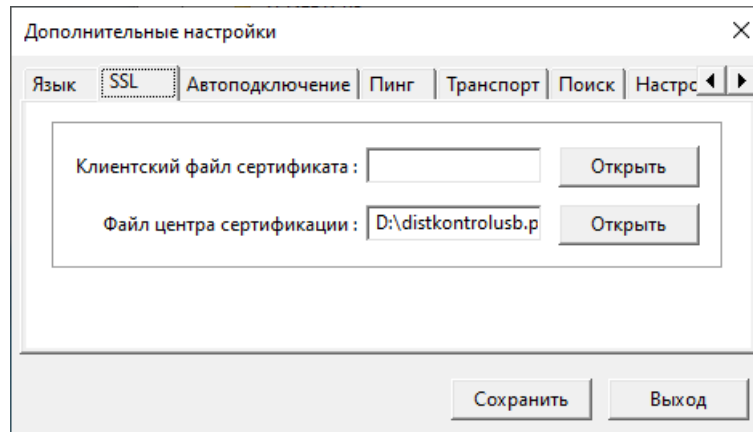 Дополнительные настройки
Язык SSL Автоподключение Пинг Транспорт Поиск Настро
Клиентский файл сертификата : Открыть
Файл центра сертификации : D:\distkontrolusb.p Открыть
Сохранить Выход